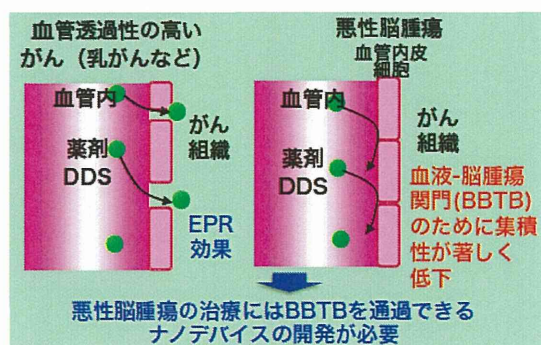 血管透過性の高い
がん（乳がんなど）
血管内
薬剤
DDS
がん
組織
EPR
効果
悪性脳腫瘍
血管内皮
細胞
血管内
薬剤
DDS
がん
組織
血液-脳腫瘍
関門(BBTB)
のために集積
性が著しく
低下
悪性脳腫瘍の治療にはBBTBを通過できる
ナノデバイスの開発が必要